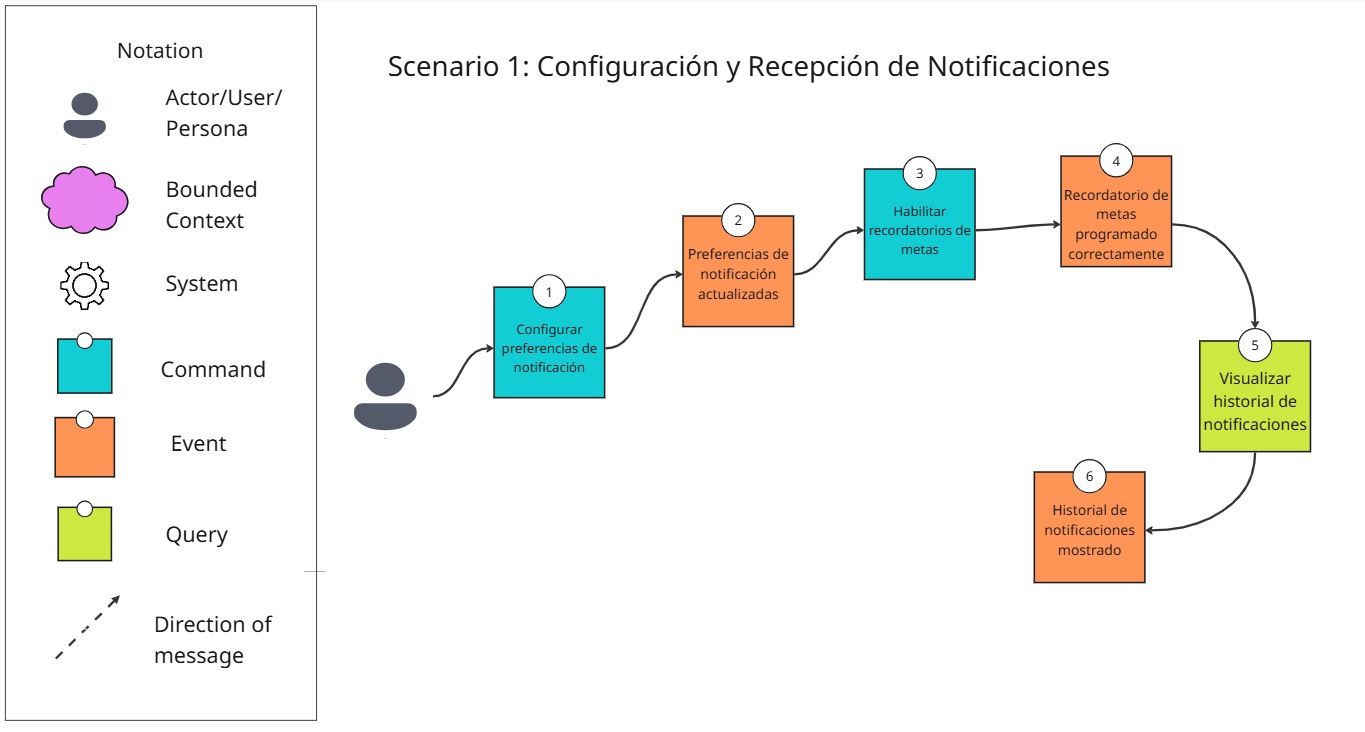 Notation
Actor/User/
Persona
Bounded
Context
System
Command
Event
Query
Direction of
message
Scenario 1: Configuración y Recepción de Notificaciones
1
Configurar
preferencias de
notificación
2
Preferencias de
notificación
actualizadas
3
Habilitar
recordatorios de
metas
4
Recordatorio de
metas
programado
correctamente
5
Visualizar
historial de
notificaciones
6
Historial de
notificaciones
mostrado